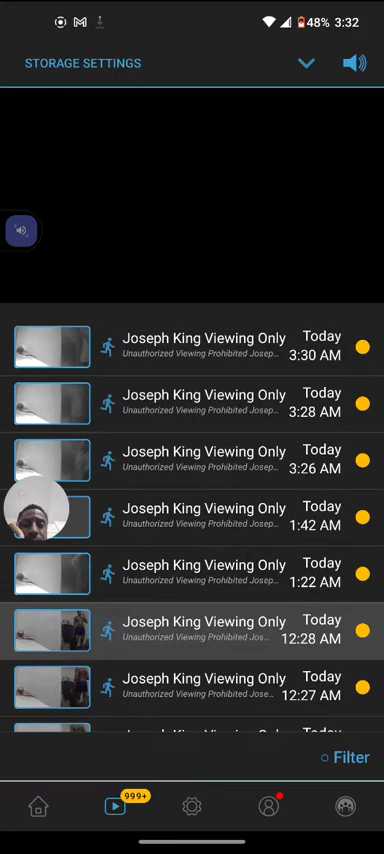 48% 3:32
STORAGE SETTINGS
Joseph King Viewing Only Today
Unauthorized Viewing Prohibited Josep... 3:30 AM
Joseph King Viewing Only Today
Unauthorized Viewing Prohibited Josep... 3:28 AM
Joseph King Viewing Only Today
Unauthorized Viewing Prohibited Josep... 3:26 AM
Joseph King Viewing Only Today
Unauthorized Viewing Prohibited Josep... 1:42 AM
Joseph King Viewing Only Today
Unauthorized Viewing Prohibited Josep... 1:22 AM
Joseph King Viewing Only Today
Unauthorized Viewing Prohibited Jos... 12:28 AM
Joseph King Viewing Only Today
Unauthorized Viewing Prohibited Jose... 12:27 AM
Filter
999+